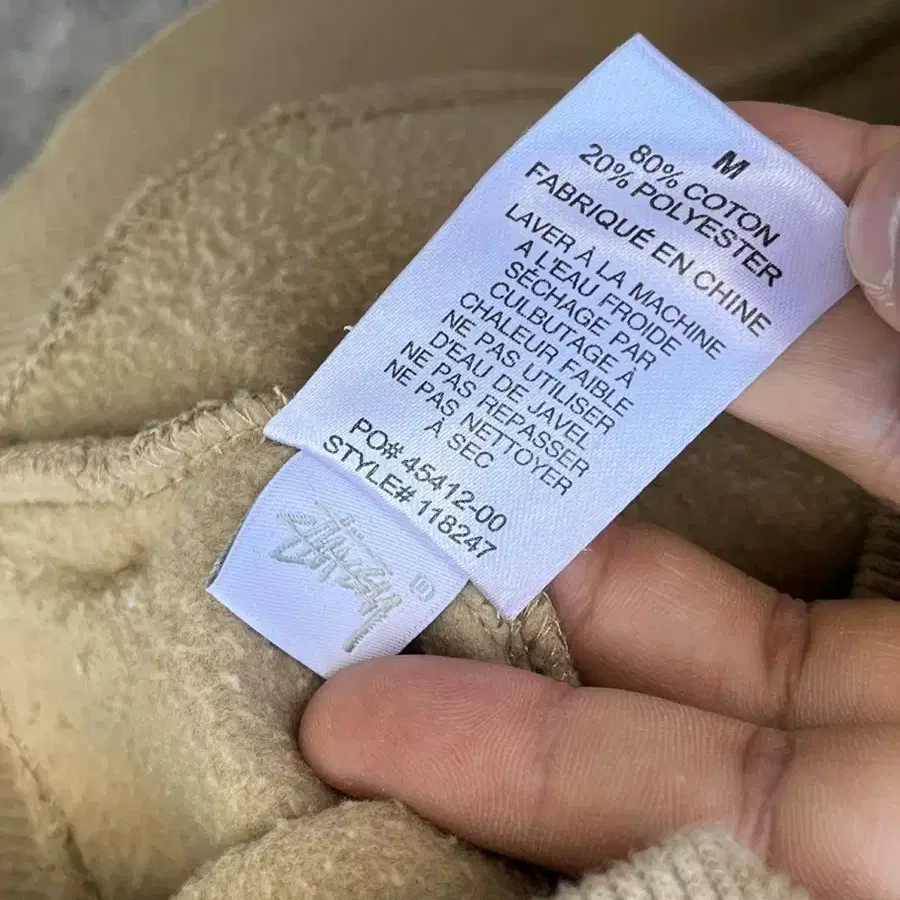 M
80% COTON
20% POLYESTER
FABRIQUÉ EN CHINE
LAVER À LA MACHINE
A L'EAU FROIDE
SÉCHAGE PAR
CULBUTAGE À
CHALEUR FAIBLE
NE PAS UTILISER
D'EAU DE JAVEL
NE PAS REPASSER
NE PAS NETTOYER
À SEC
PO# 45412-00
STYLE# 118247
Stüssy